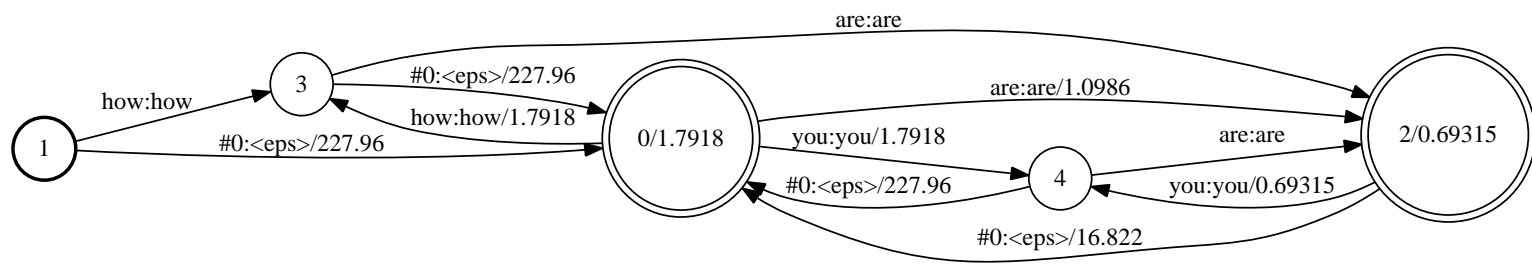 are:are
3
#0:<eps>/227.96
how:how
are:are/1.0986
how:how/1.7918
1
#0:<eps>/227.96
0/1.7918
you:you/1.7918
are:are
2/0.69315
4
#0:<eps>/227.96
you:you/0.69315
#0:<eps>/16.822